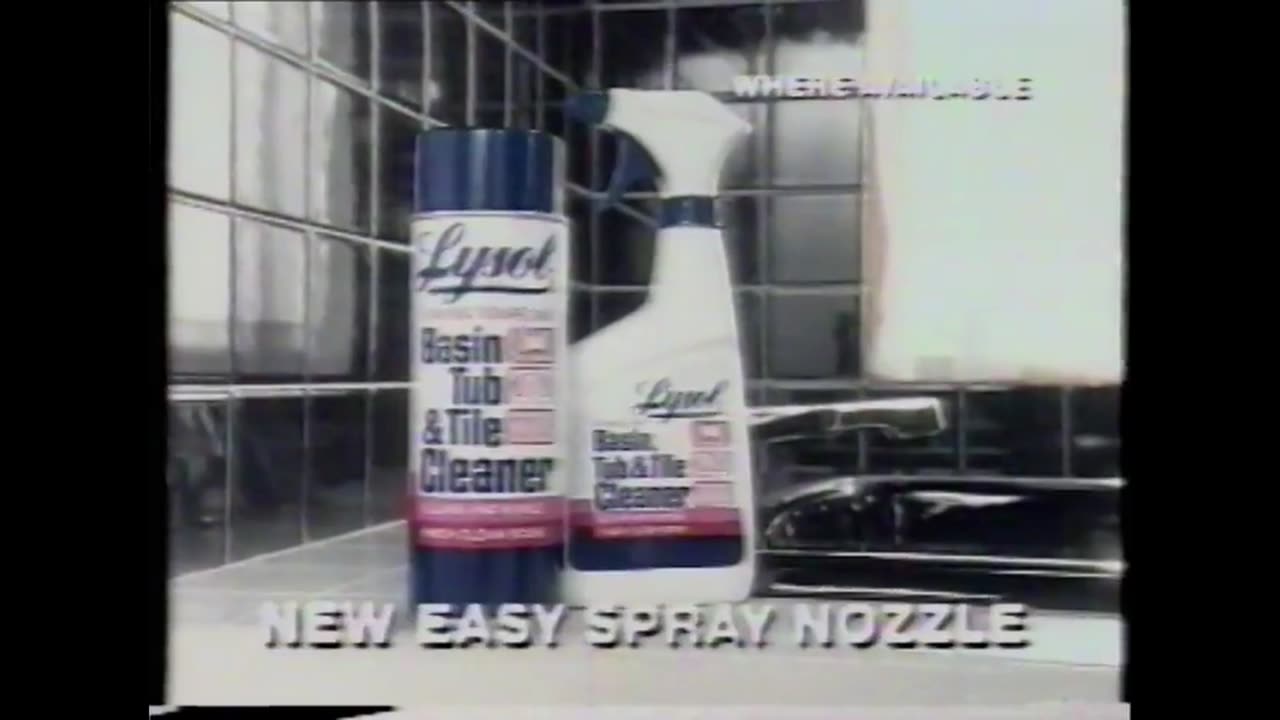 WHERE AVAILABLE
Lysol
Basin
Tub
& Tile
Cleaner
Lysol
Basin,
Tub & Tile
Cleaner
NEW EASY SPRAY NOZZLE